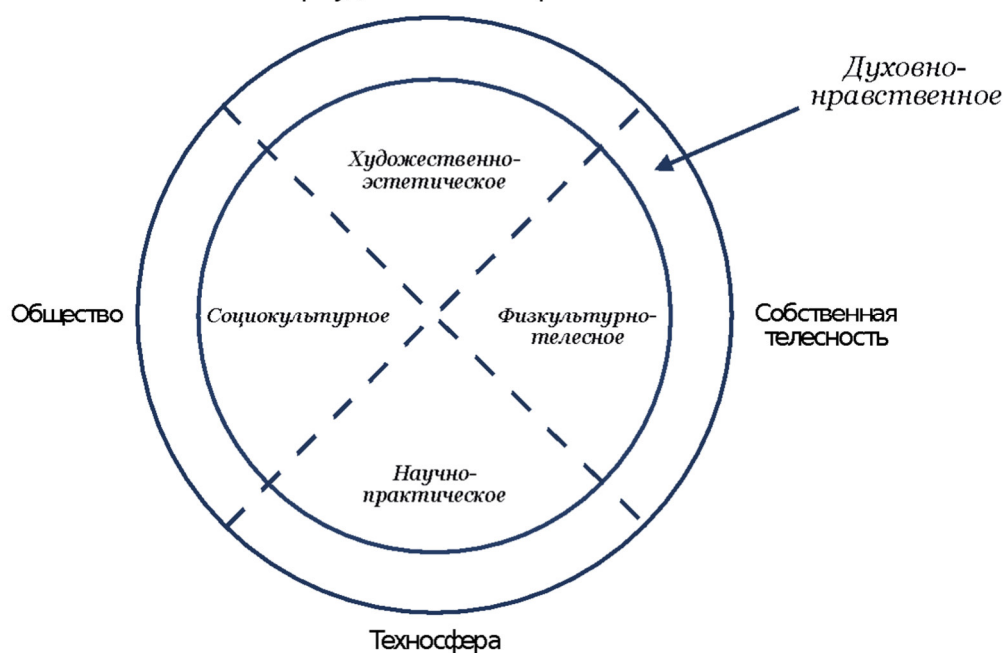 Духовно-
нравственное
Художественно-
эстетическое
Общество
Социокультурное
Физкультурно-
телесное
Собственная
телесность
Научно-
практическое
Техносфера